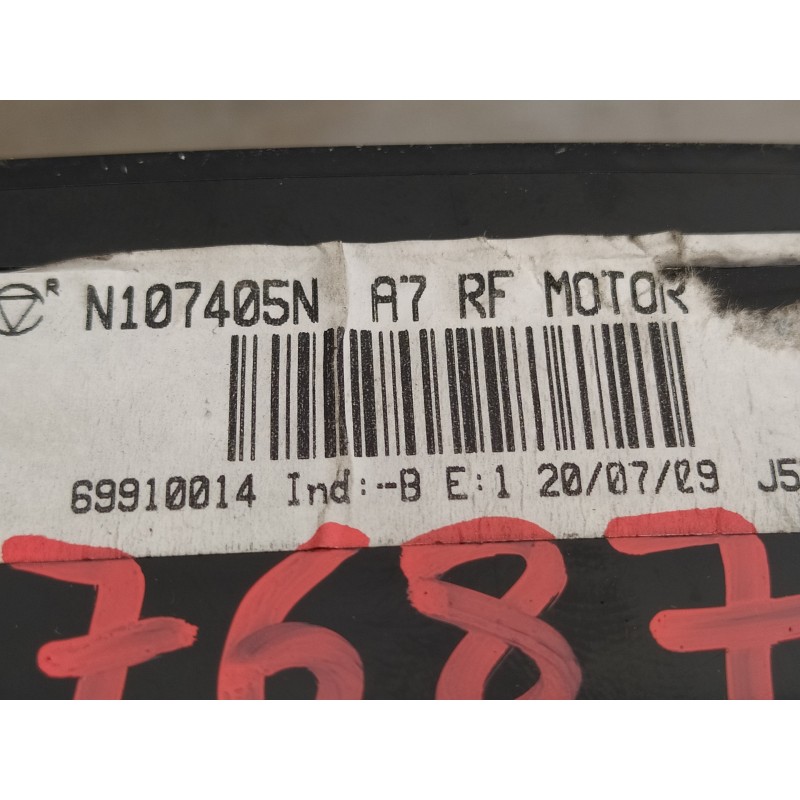 R N107405N A7 RF MOTOR
69910014 Ind:-B E:1 20/07/09 J5
7687